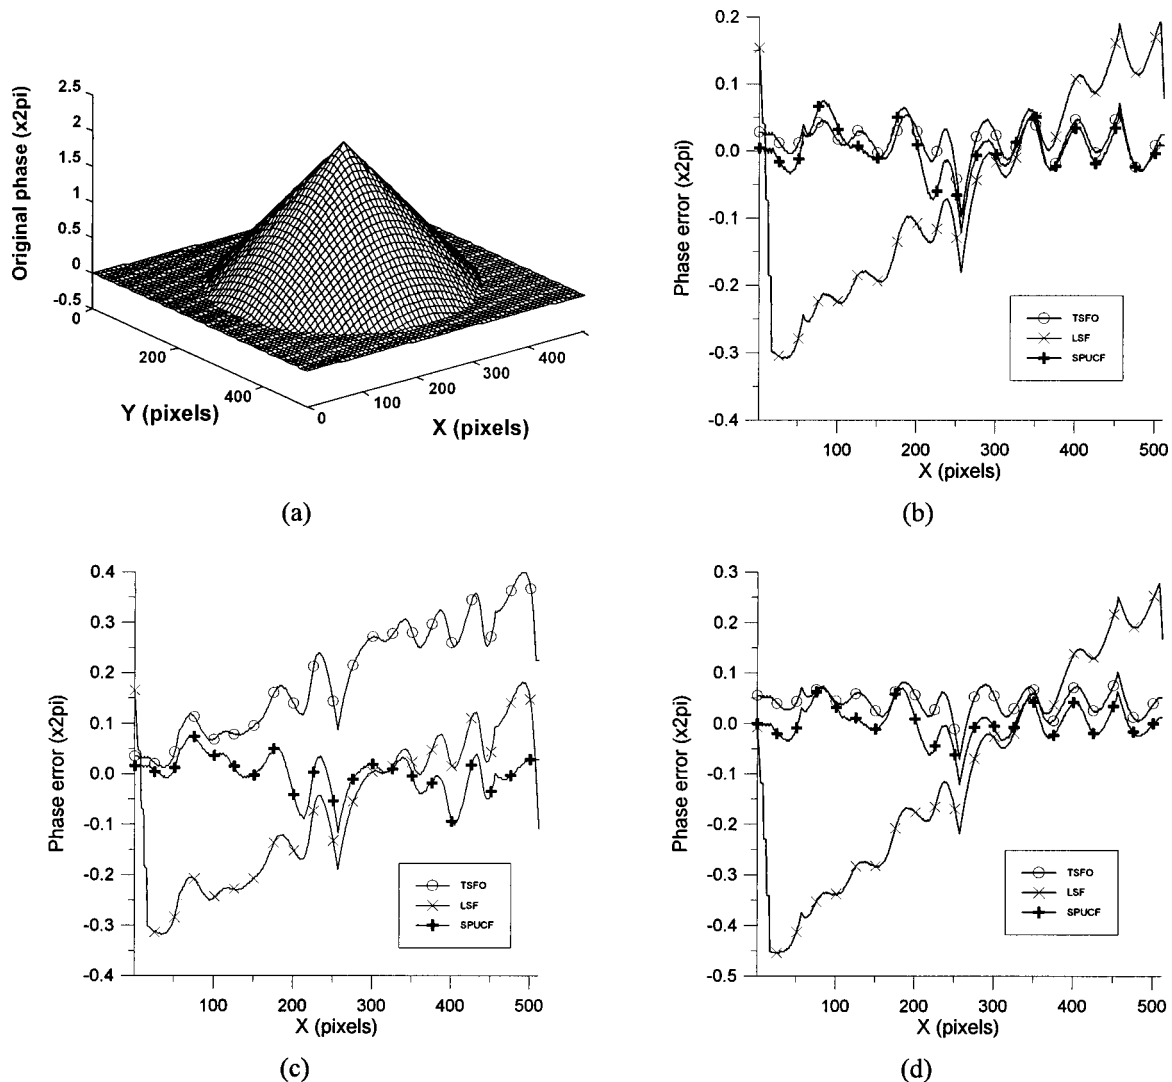 Original phase (x2pi)
2.5
2
1.5
1
0.5
0
-0.5
0
200
400
Y (pixels)
0
100
200
300
400
X (pixels)
(a)
Phase error (x2pi)
0.2
0.1
0.0
-0.1
-0.2
-0.3
-0.4
TSFO
LSF
SPUCF
100
200
300
400
500
X (pixels)
(b)
Phase error (x2pi)
0.4
0.3
0.2
0.1
0.0
-0.1
-0.2
-0.3
-0.4
TSFO
LSF
SPUCF
100
200
300
400
500
X (pixels)
(c)
Phase error (x2pi)
0.3
0.2
0.1
0.0
-0.1
-0.2
-0.3
-0.4
-0.5
TSFO
LSF
SPUCF
100
200
300
400
500
X (pixels)
(d)